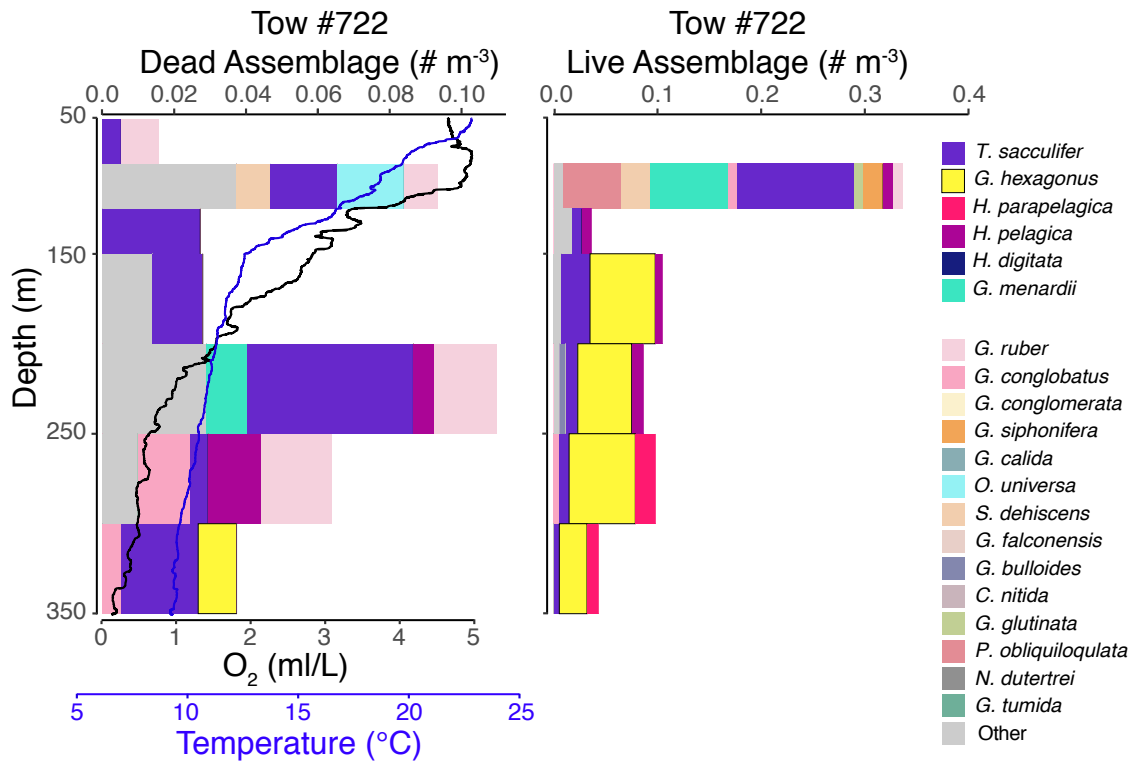 Tow #722
Dead Assemblage (# m-3)
0.0 0.02 0.04 0.06 0.08 0.10
Tow #722
Live Assemblage (# m-3)
0.0 0.1 0.2 0.3 0.4
Depth (m)
50
150
250
350
0 1 2 3 4 5
O2 (ml/L)
5 10 15 20 25
Temperature (°C)
T. sacculifer
G. hexagonus
H. parapelagica
H. pelagica
H. digitata
G. menardii
G. ruber
G. conglobatus
G. conglomerata
G. siphonifera
G. calida
O. universa
S. dehiscens
G. falconensis
G. bulloides
C. nitida
G. glutinata
P. obliquiloqulata
N. dutertrei
G. tumida
Other